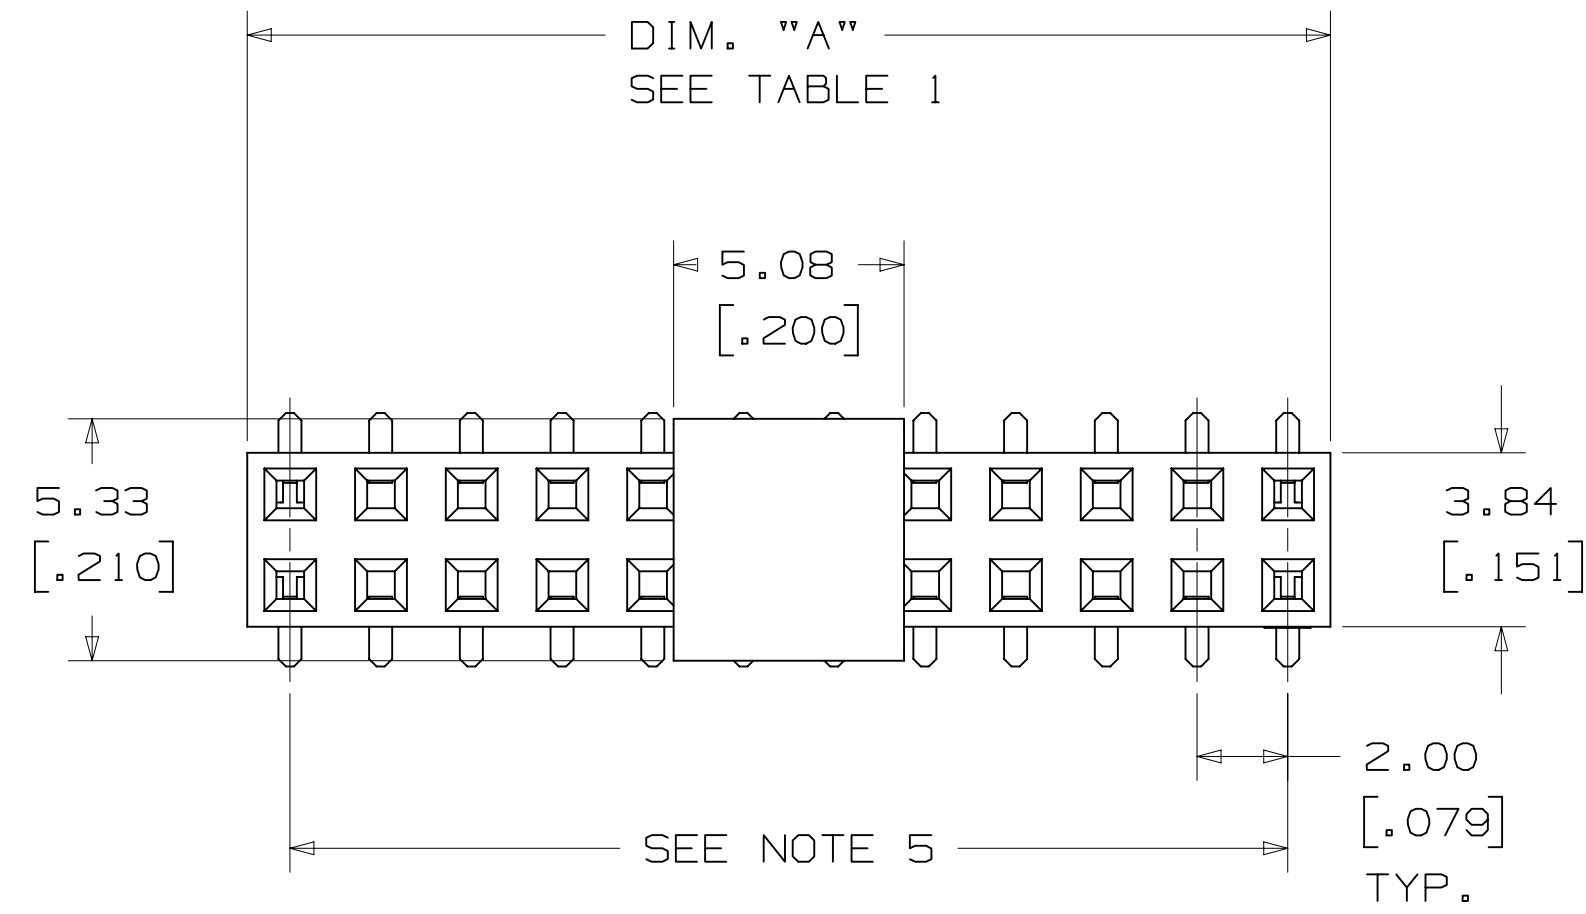 DIM. "A"
SEE TABLE 1
5.08
[.200]
5.33
[.210]
3.84
[.151]
2.00
[.079]
TYP.
SEE NOTE 5